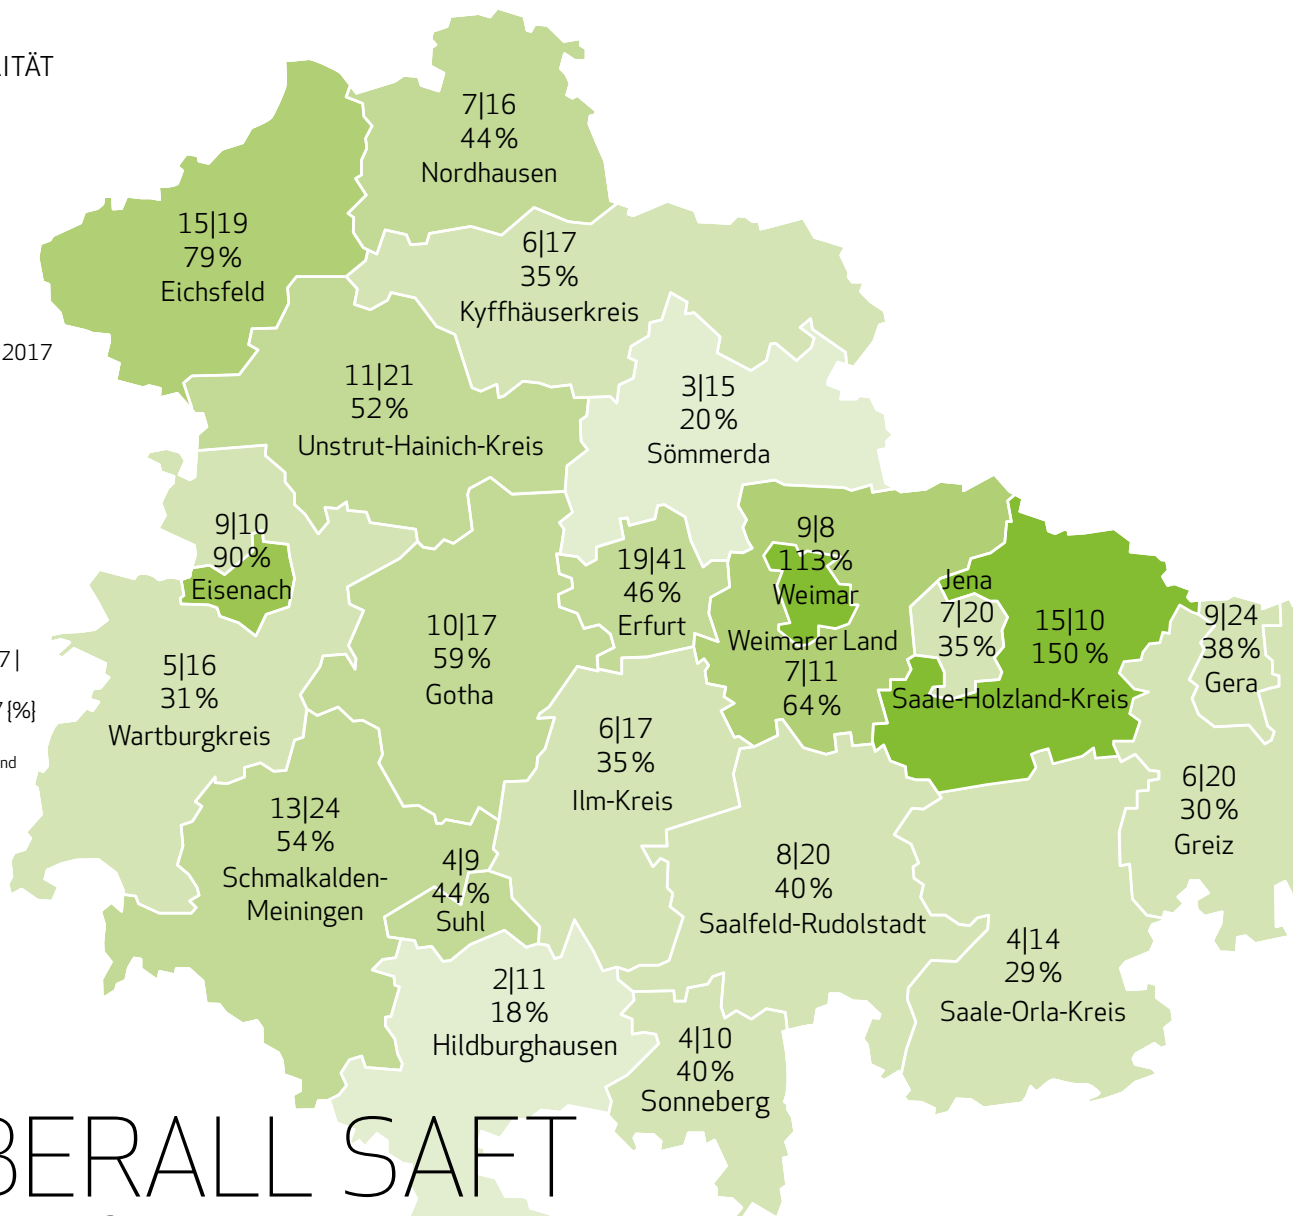 LITÄT
7|16
44%
Nordhausen
15|19
79%
Eichsfeld
6|17
35%
Kyffhäuserkreis
2017
11|21
52%
Unstrut-Hainich-Kreis
3|15
20%
Sömmerda
9|10
90%
Eisenach
19|41
46%
Erfurt
9|8
113%
Weimar
Weimarer Land
7|11
64%
Jena
7|20
35%
15|10
150 %
Saale-Holzland-Kreis
9|24
38%
Gera
10|17
59%
Gotha
7 |
7 {%}
nd
5|16
31%
Wartburgkreis
6|17
35%
Ilm-Kreis
6|20
30%
Greiz
13|24
54%
Schmalkalden-
Meiningen
4|9
44%
Suhl
8|20
40%
Saalfeld-Rudolstadt
4|14
29%
Saale-Orla-Kreis
2|11
18%
Hildburghausen
4|10
40%
Sonneberg
BERALL SAFT